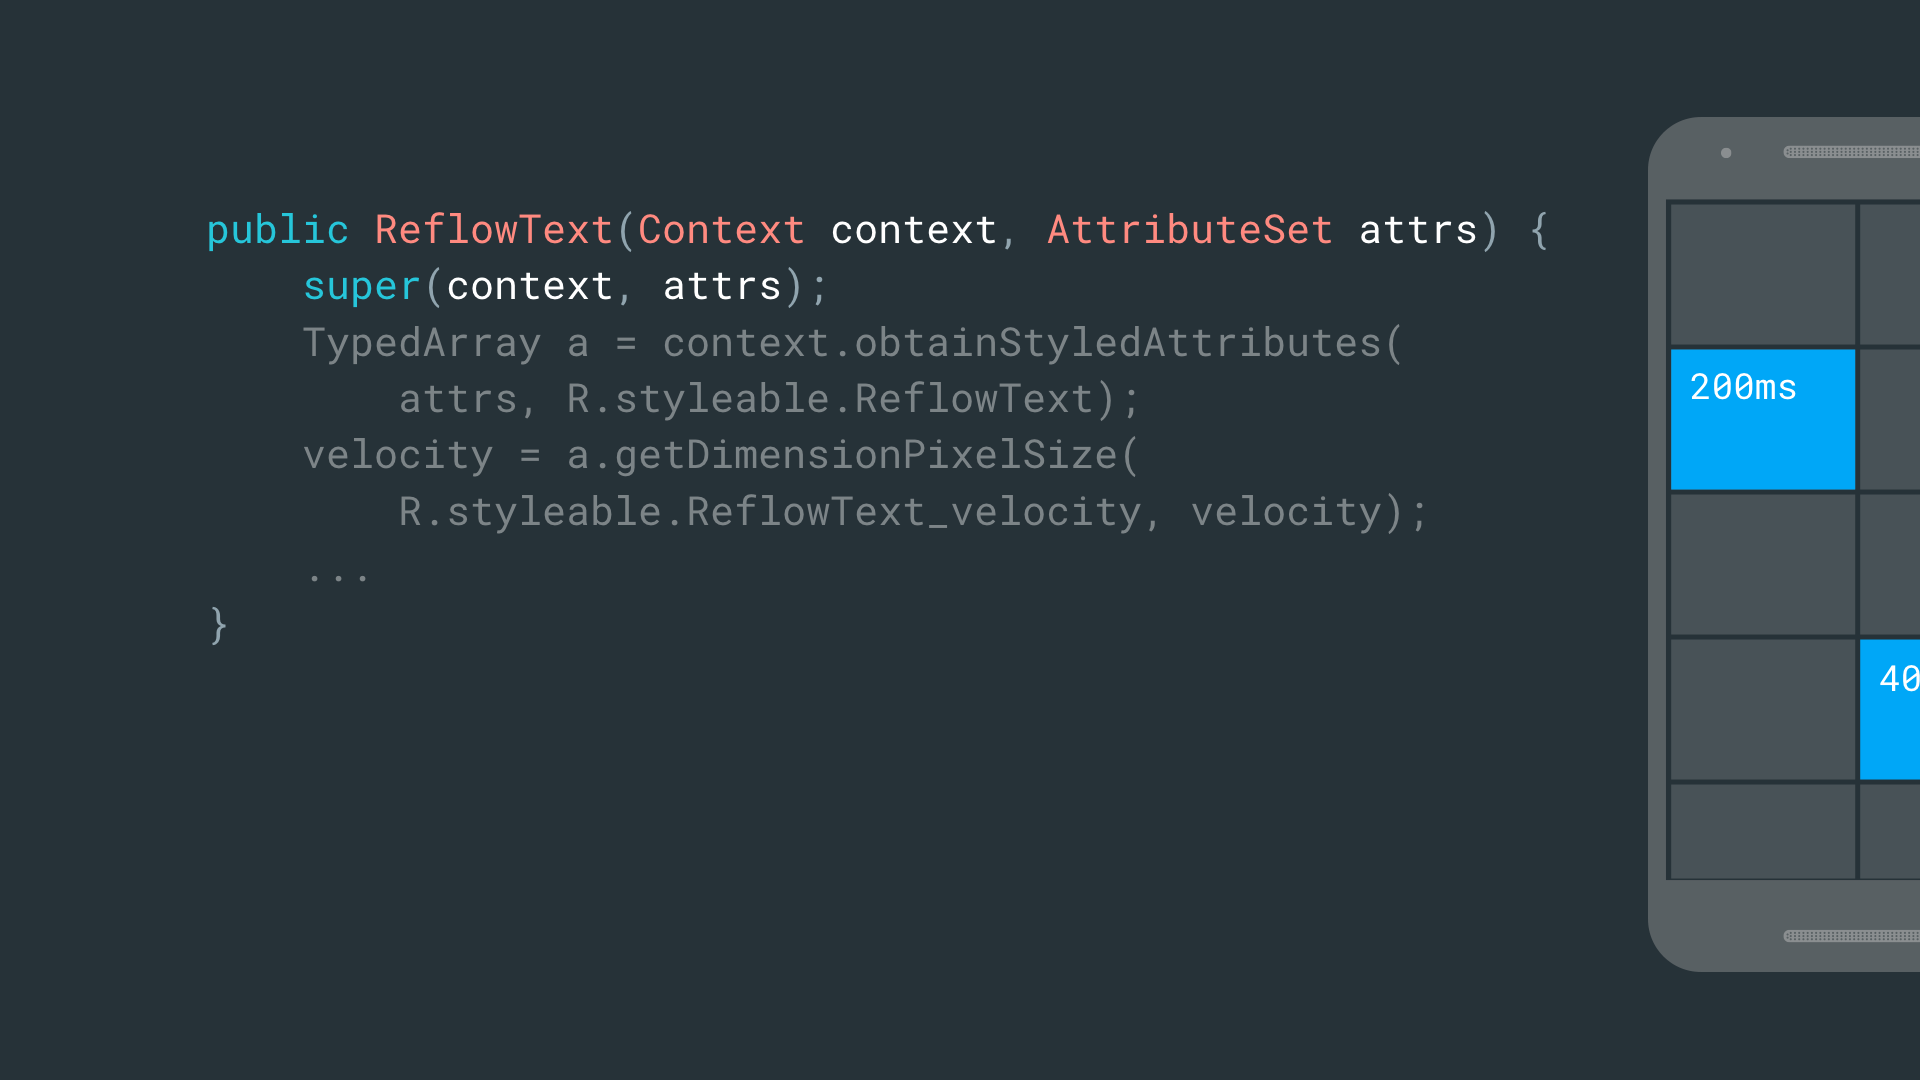 public ReflowText(Context context, AttributeSet attrs) {
    super(context, attrs);
    TypedArray a = context.obtainStyledAttributes(
        attrs, R.styleable.ReflowText);
    velocity = a.getDimensionPixelSize(
        R.styleable.ReflowText_velocity, velocity);
    ...
}
200ms
40